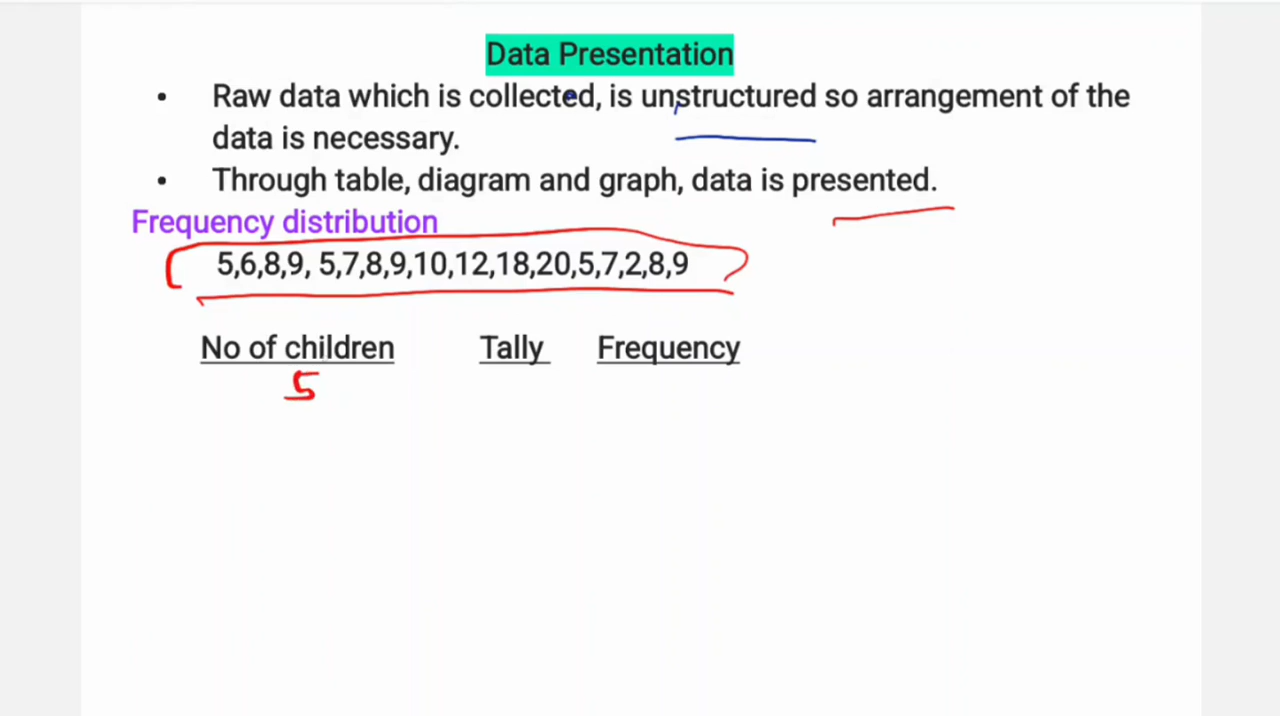 Data Presentation
• Raw data which is collected, is unstructured so arrangement of the
data is necessary.
• Through table, diagram and graph, data is presented.
Frequency distribution
5,6,8,9, 5,7,8,9,10,12,18,20,5,7,2,8,9
No of children Tally Frequency
5